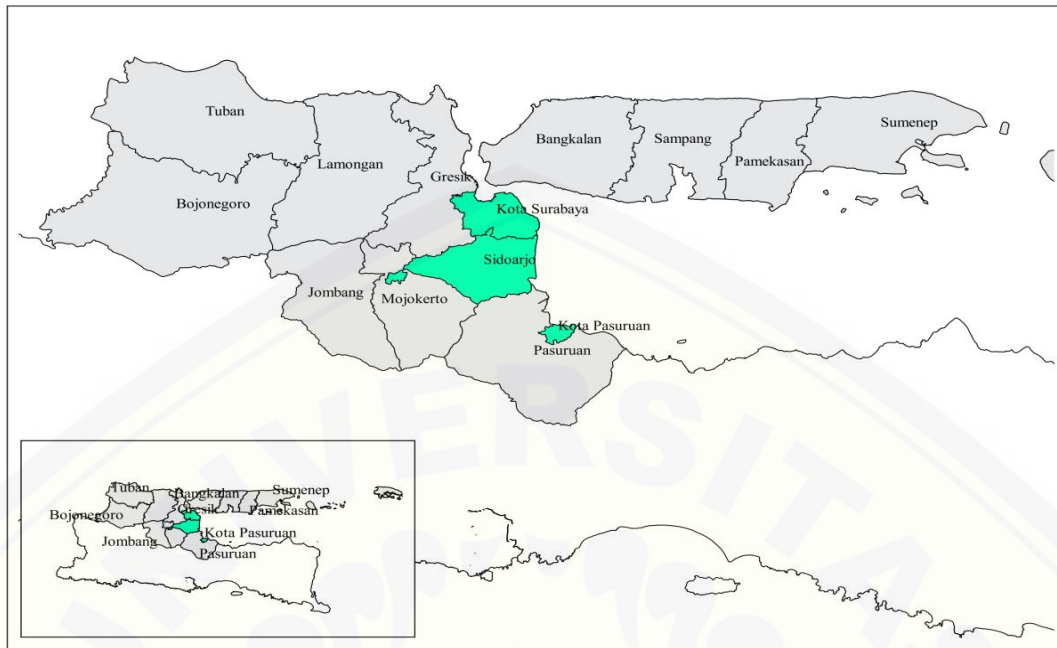 Tuban
Lamongan
Bojonegoro
Gresik
Bangkalan
Sampang
Pamekasan
Sumenep
Kota Surabaya
Sidoarjo
Jombang
Mojokerto
Kota Pasuruan
Pasuruan
Tuban
Bangkalan
Sumenep
Gresik
Pamekasan
Bojonegoro
Kota Pasuruan
Jombang
Pasuruan
UNIVERSITAS